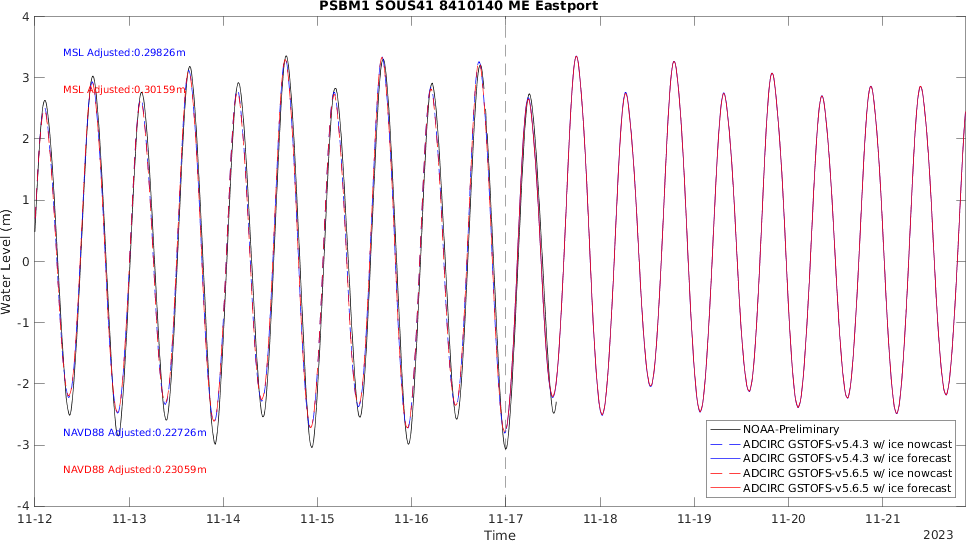 PSBM1 SOUS41 8410140 ME Eastport
4
3
2
1
0
-1
-2
-3
-4
Water Level (m)
MSL Adjusted:0.29826m
MSL Adjusted:0.30159m
NAVD88 Adjusted:0.22726m
NAVD88 Adjusted:0.23059m
NOAA-Preliminary
ADCIRC GSTOFS-v5.4.3 w/ ice nowcast
ADCIRC GSTOFS-v5.4.3 w/ ice forecast
ADCIRC GSTOFS-v5.6.5 w/ ice nowcast
ADCIRC GSTOFS-v5.6.5 w/ ice forecast
11-12 11-13 11-14 11-15 11-16 11-17 11-18 11-19 11-20 11-21
Time
2023